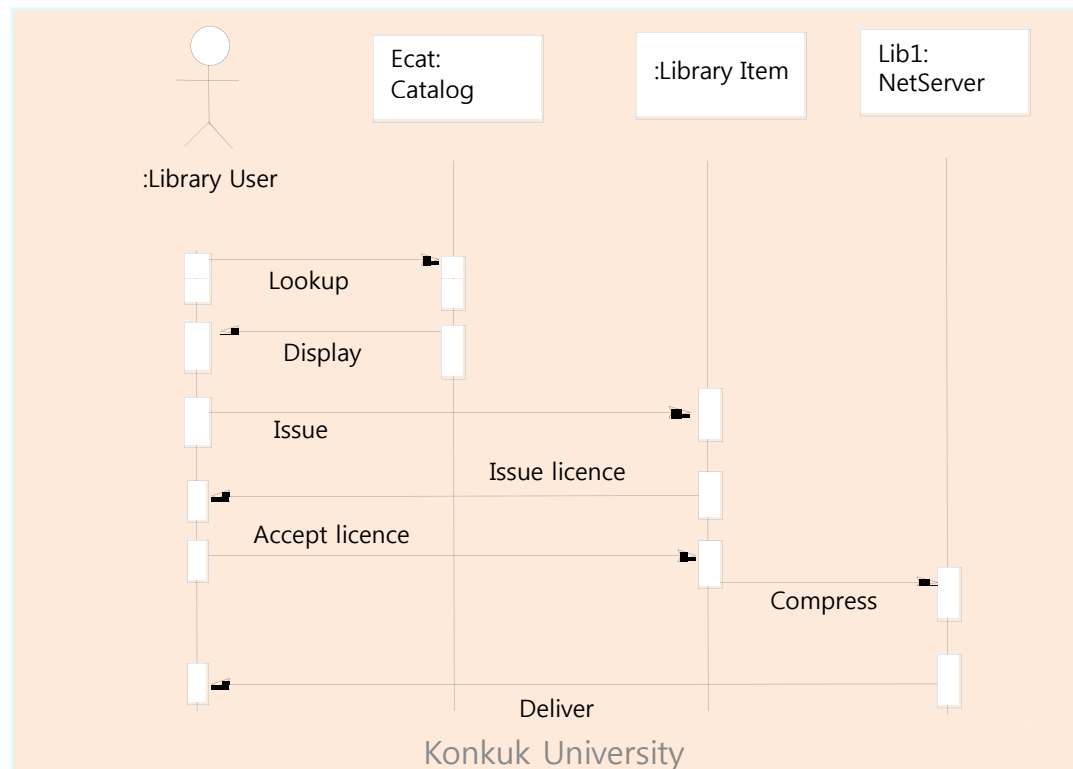 Ecat:
Catalog
:Library Item
Lib1:
NetServer
:Library User
Lookup
Display
Issue
Issue licence
Accept licence
Compress
Deliver
Konkuk University